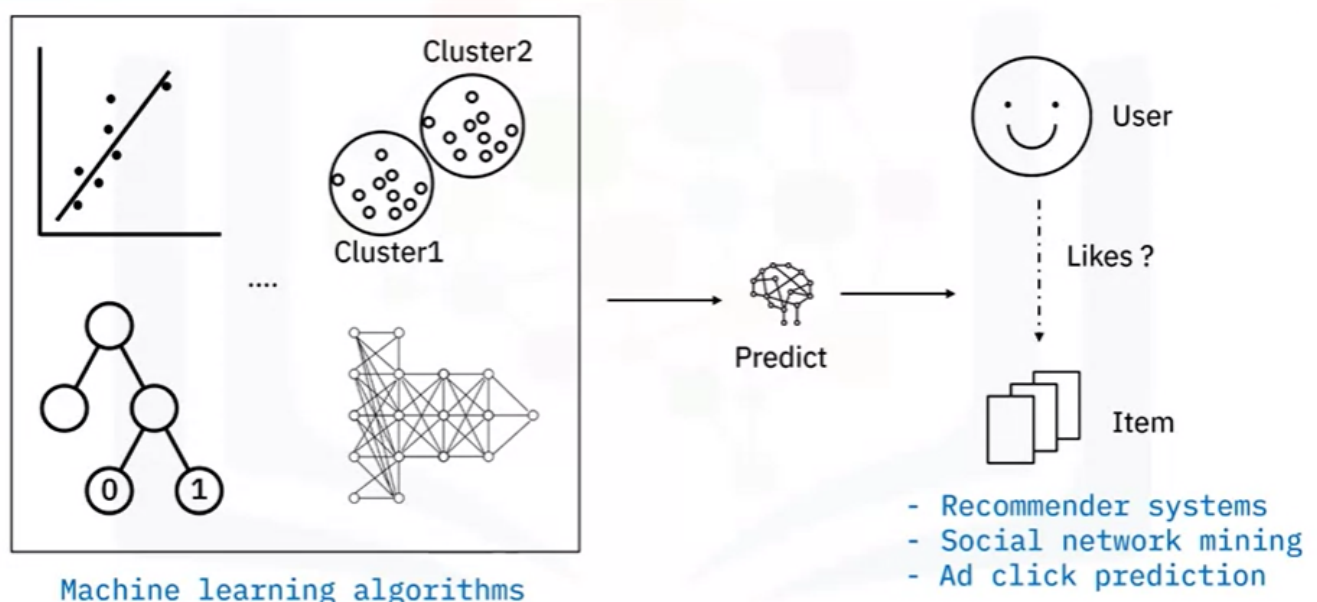 Cluster2
Cluster1
....
0 1
Machine learning algorithms
Predict
User
Likes ?
Item
- Recommender systems
- Social network mining
- Ad click prediction